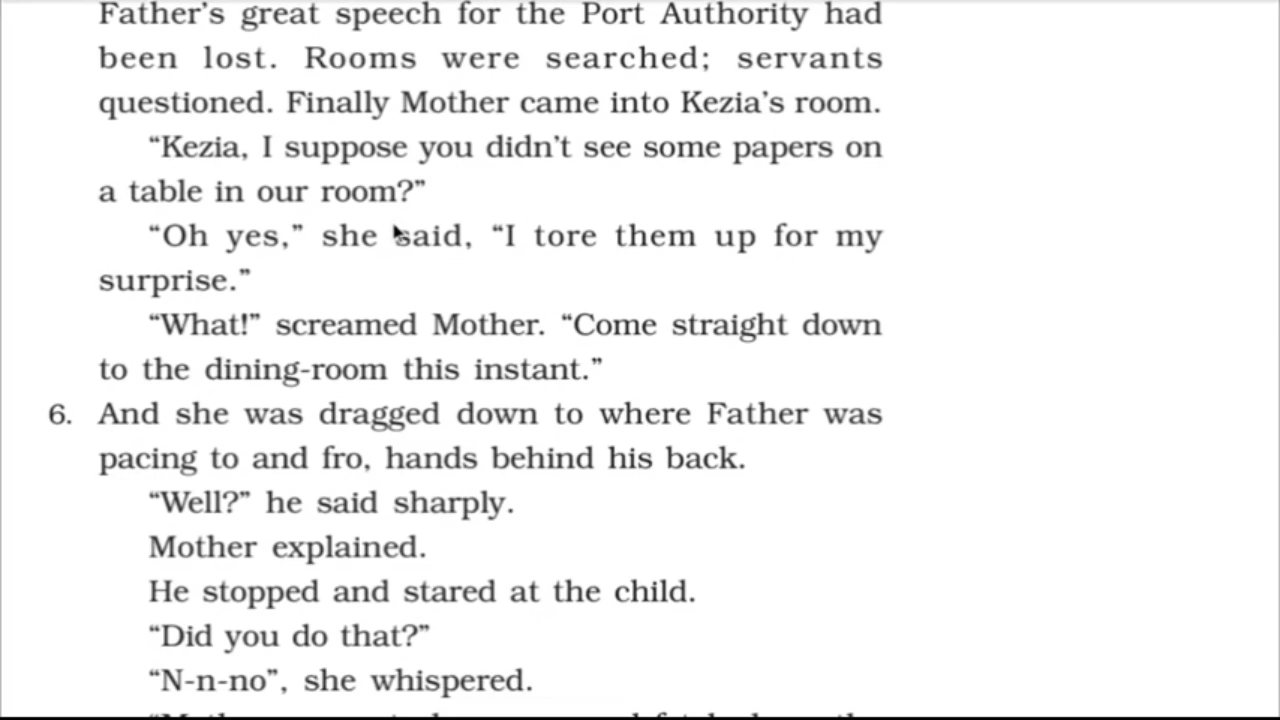 Father’s great speech for the Port Authority had
been lost. Rooms were searched; servants
questioned. Finally Mother came into Kezia’s room.
“Kezia, I suppose you didn’t see some papers on
a table in our room?”
“Oh yes,” she said, “I tore them up for my
surprise.”
“What!” screamed Mother. “Come straight down
to the dining-room this instant.”
6. And she was dragged down to where Father was
pacing to and fro, hands behind his back.
“Well?” he said sharply.
Mother explained.
He stopped and stared at the child.
“Did you do that?”
“N-n-no”, she whispered.